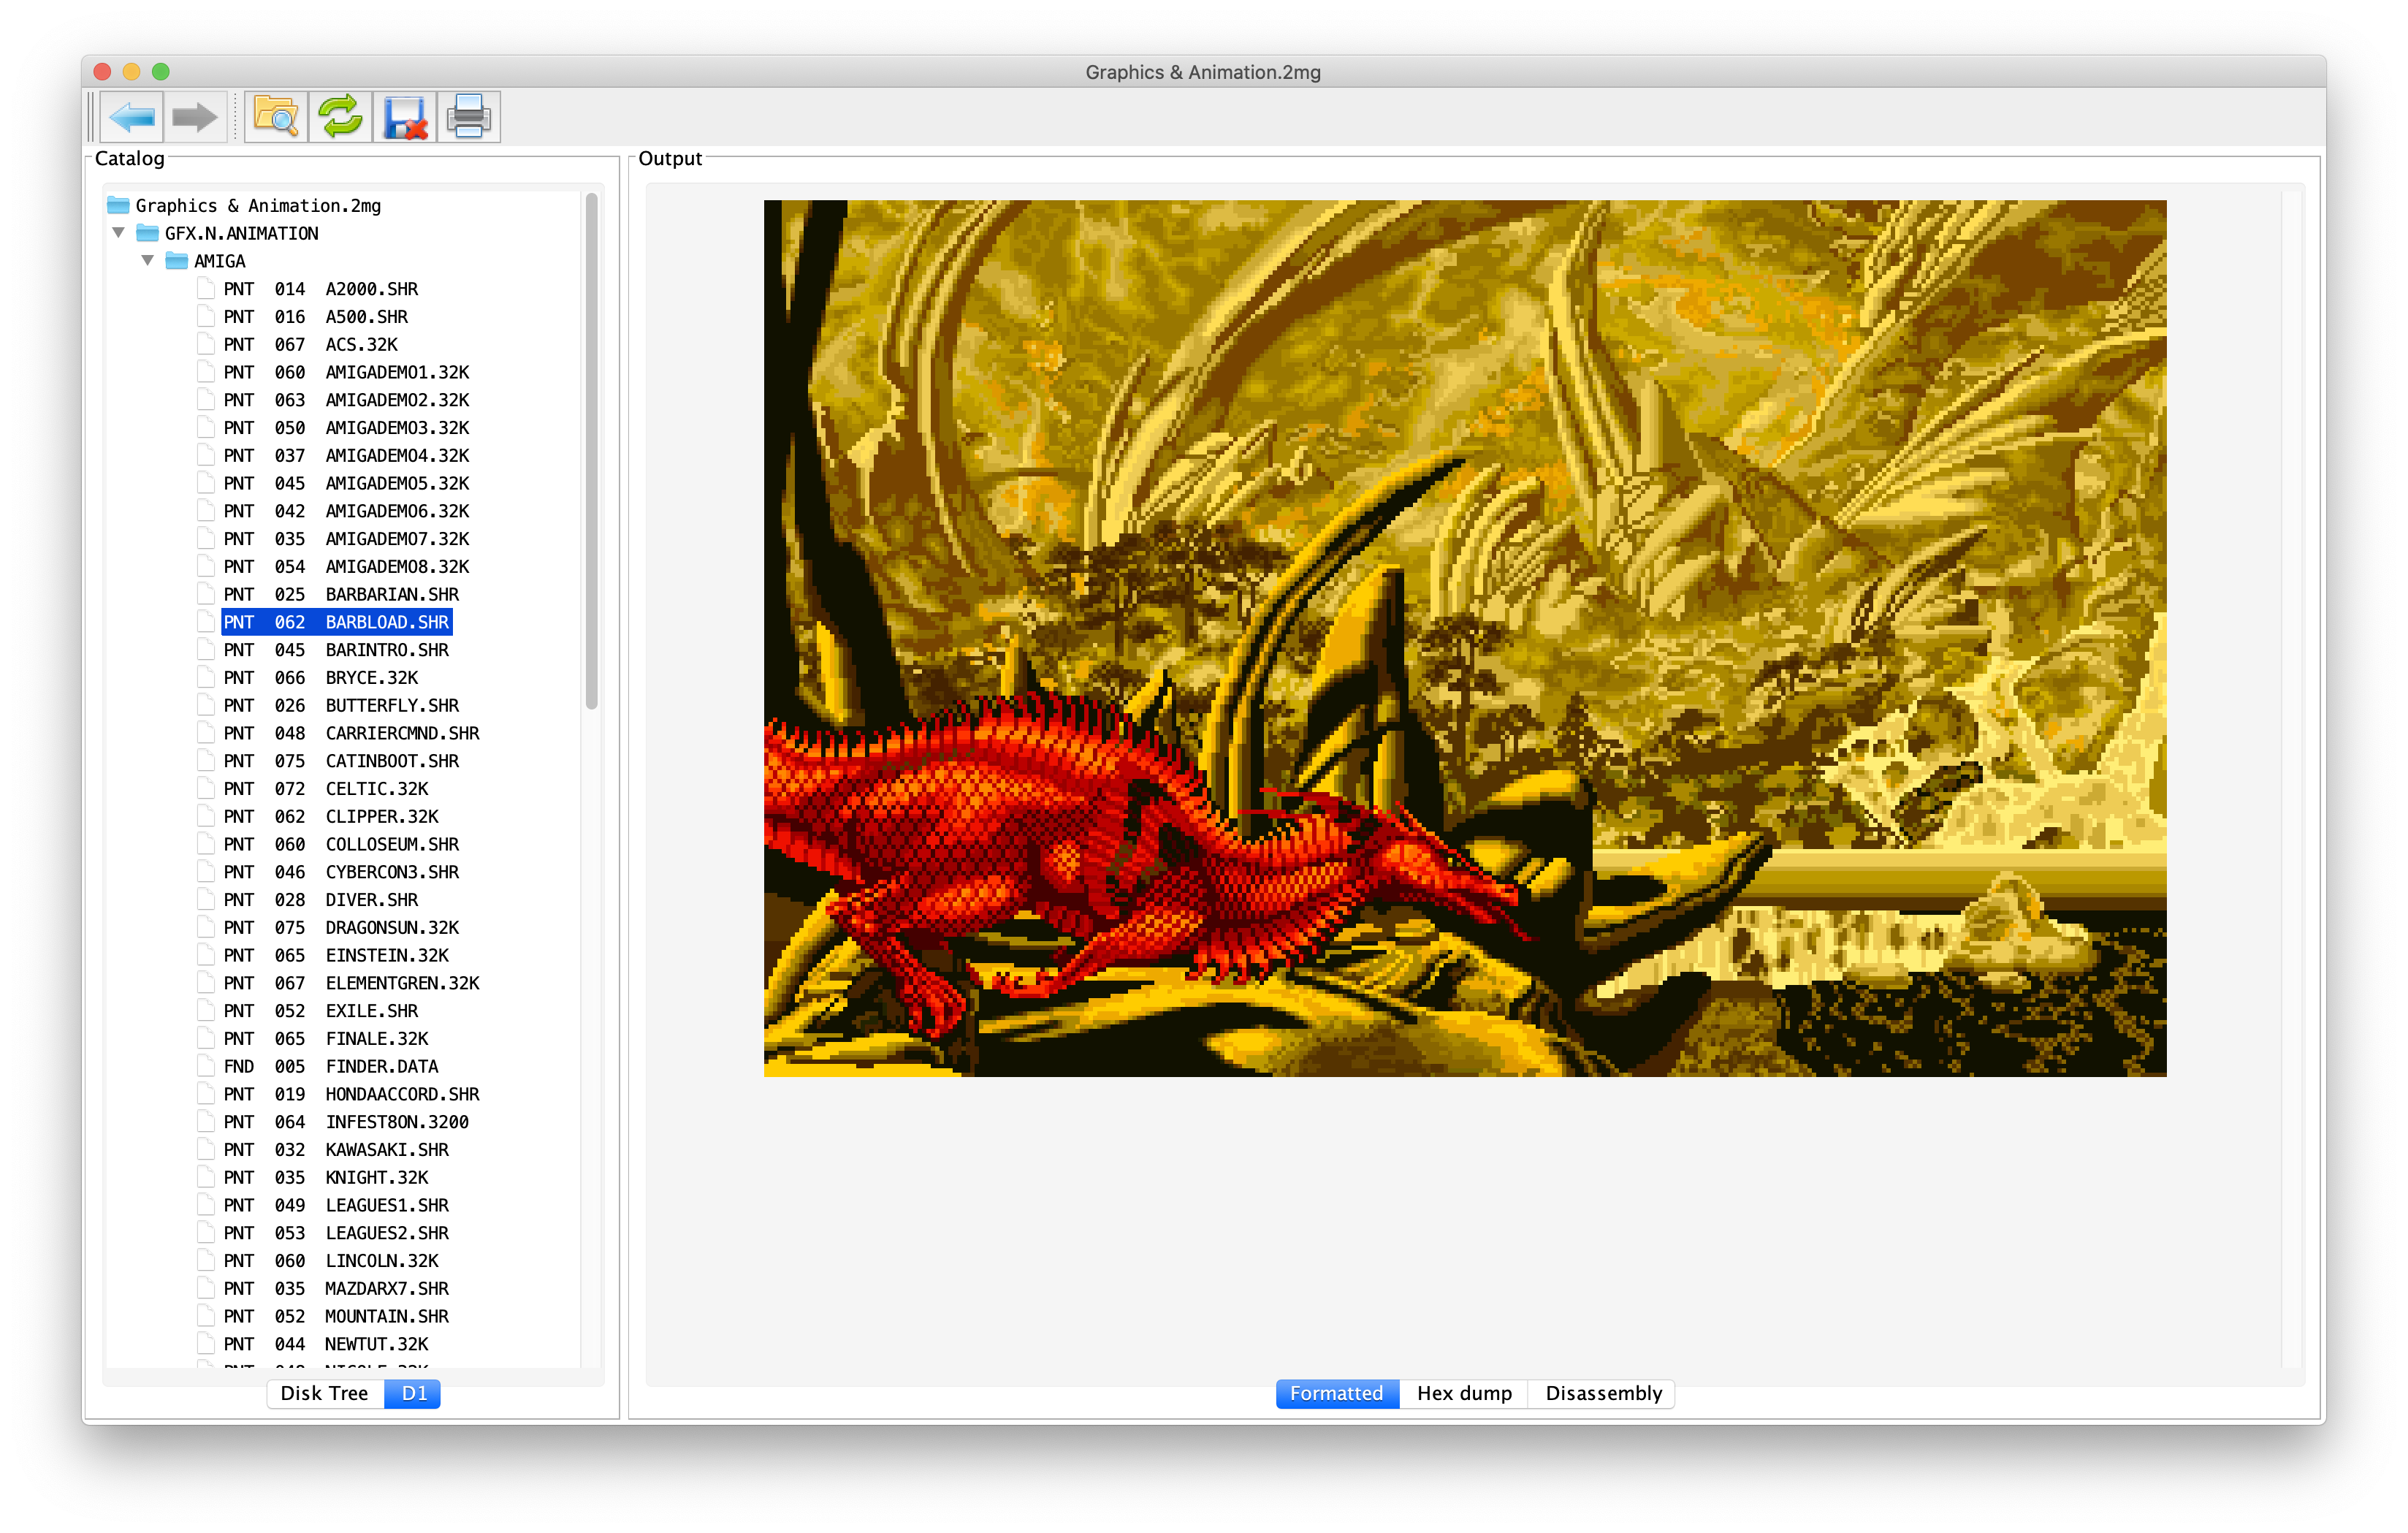 Graphics & Animation.2mg
Catalog
Graphics & Animation.2mg
GFX.N.ANIMATION
AMIGA
PNT 014 A2000.SHR
PNT 016 A500.SHR
PNT 067 ACS.32K
PNT 060 AMIGADEMO1.32K
PNT 063 AMIGADEMO2.32K
PNT 050 AMIGADEMO3.32K
PNT 037 AMIGADEMO4.32K
PNT 045 AMIGADEMO5.32K
PNT 042 AMIGADEMO6.32K
PNT 035 AMIGADEMO7.32K
PNT 054 AMIGADEMO8.32K
PNT 025 BARBARIAN.SHR
PNT 062 BARBLOAD.SHR
PNT 045 BARINTRO.SHR
PNT 066 BRYCE.32K
PNT 026 BUTTERFLY.SHR
PNT 048 CARRIERCMND.SHR
PNT 075 CATINBOOT.SHR
PNT 072 CELTIC.32K
PNT 062 CLIPPER.32K
PNT 060 COLLOSEUM.SHR
PNT 046 CYBERCON3.SHR
PNT 028 DIVER.SHR
PNT 075 DRAGONSUN.32K
PNT 065 EINSTEIN.32K
PNT 067 ELEMENTGREN.32K
PNT 052 EXILE.SHR
PNT 065 FINALE.32K
FND 005 FINDER.DATA
PNT 019 HONDAACCORD.SHR
PNT 064 INFEST8ON.3200
PNT 032 KAWASAKI.SHR
PNT 035 KNIGHT.32K
PNT 049 LEAGUES1.SHR
PNT 053 LEAGUES2.SHR
PNT 060 LINCOLN.32K
PNT 035 MAZDARX7.SHR
PNT 052 MOUNTAIN.SHR
PNT 044 NEWTUT.32K
Disk Tree D1
Output
Formatted Hex dump Disassembly